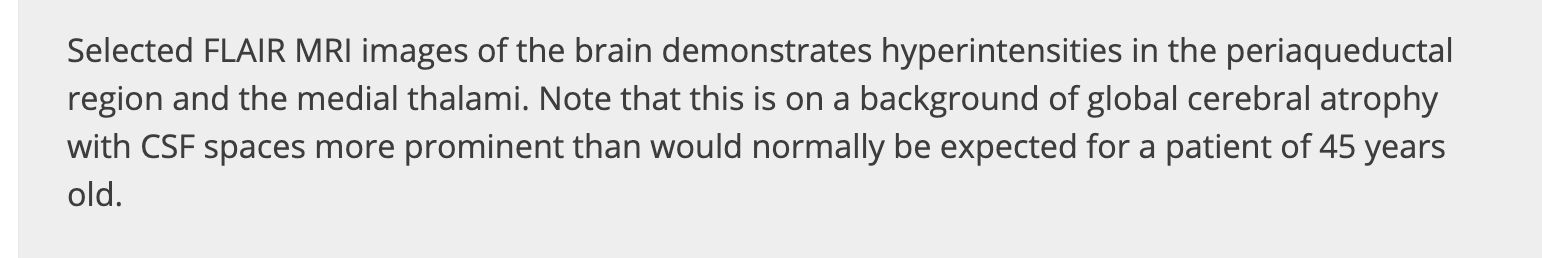 Selected FLAIR MRI images of the brain demonstrates hyperintensities in the periaqueductal
region and the medial thalami. Note that this is on a background of global cerebral atrophy
with CSF spaces more prominent than would normally be expected for a patient of 45 years
old.